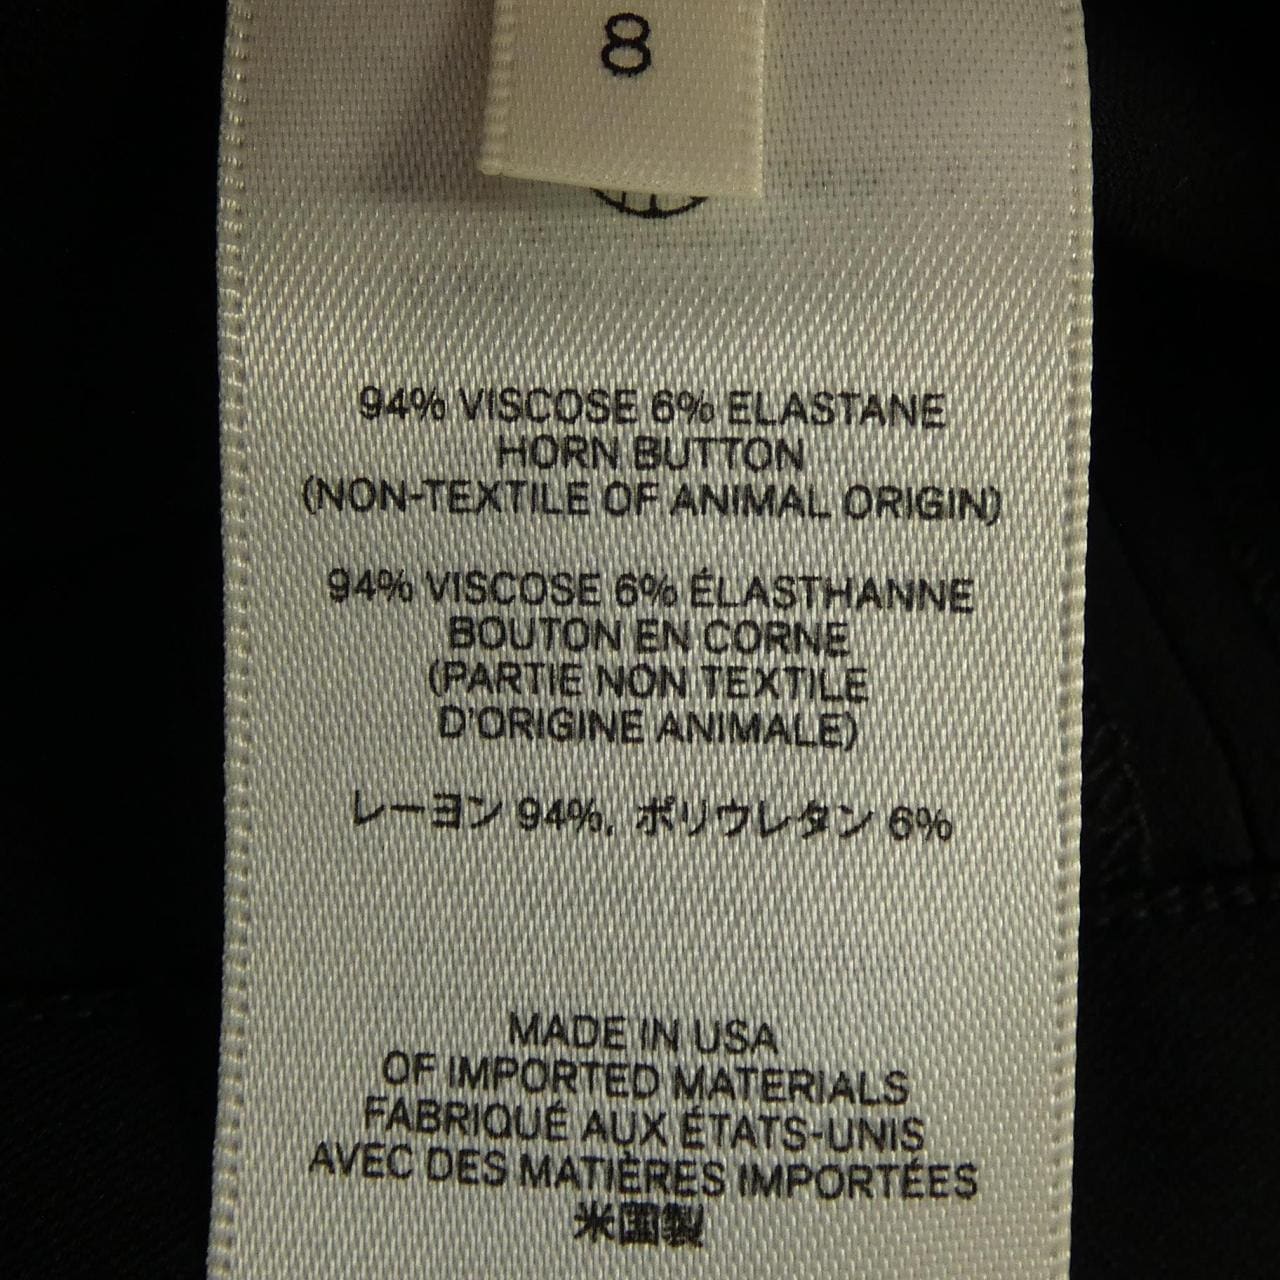 8
94% VISCOSE 6% ELASTANE
HORN BUTTON
(NON-TEXTILE OF ANIMAL ORIGIN)
94% VISCOSE 6% ÉLASTHANNE
BOUTON EN CORNE
(PARTIE NON TEXTILE
D'ORIGINE ANIMALE)
レーヨン 94%, ポリウレタン 6%
MADE IN USA
OF IMPORTED MATERIALS
FABRIQUÉ AUX ÉTATS-UNIS
AVEC DES MATIÈRES IMPORTÉES
米国製